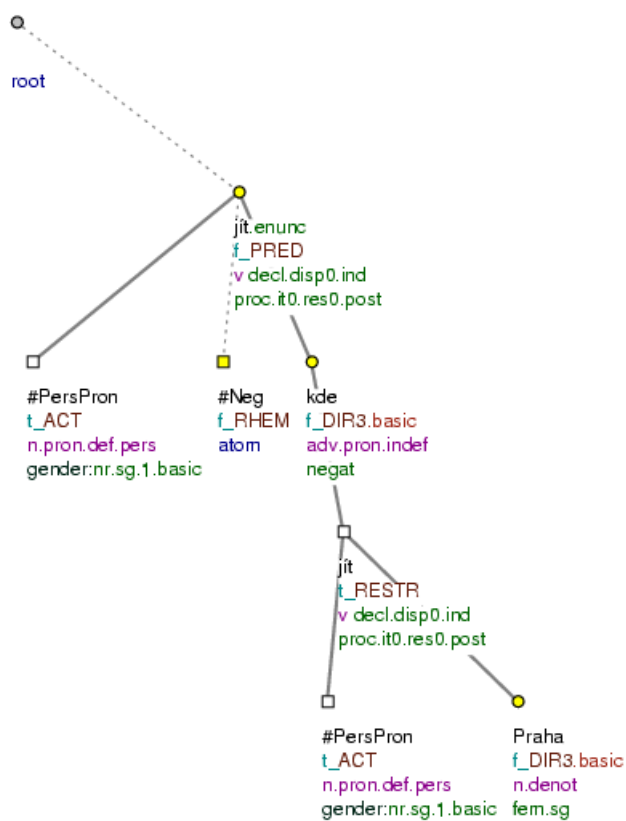 root
jít.enunc
f_PRED
v decl.disp0.ind
proc.it0.res0.post
#PersPron
t_ACT
n.pron.def.pers
gender:nr.sg.1.basic
#Neg
f_RHEM
atom
kde
f_DIR3.basic
adv.pron.indef
negat
jít
t_RESTR
v decl.disp0.ind
proc.it0.res0.post
#PersPron
t_ACT
n.pron.def.pers
gender:nr.sg.1.basic
Praha
f_DIR3.basic
n.denot
fem.sg